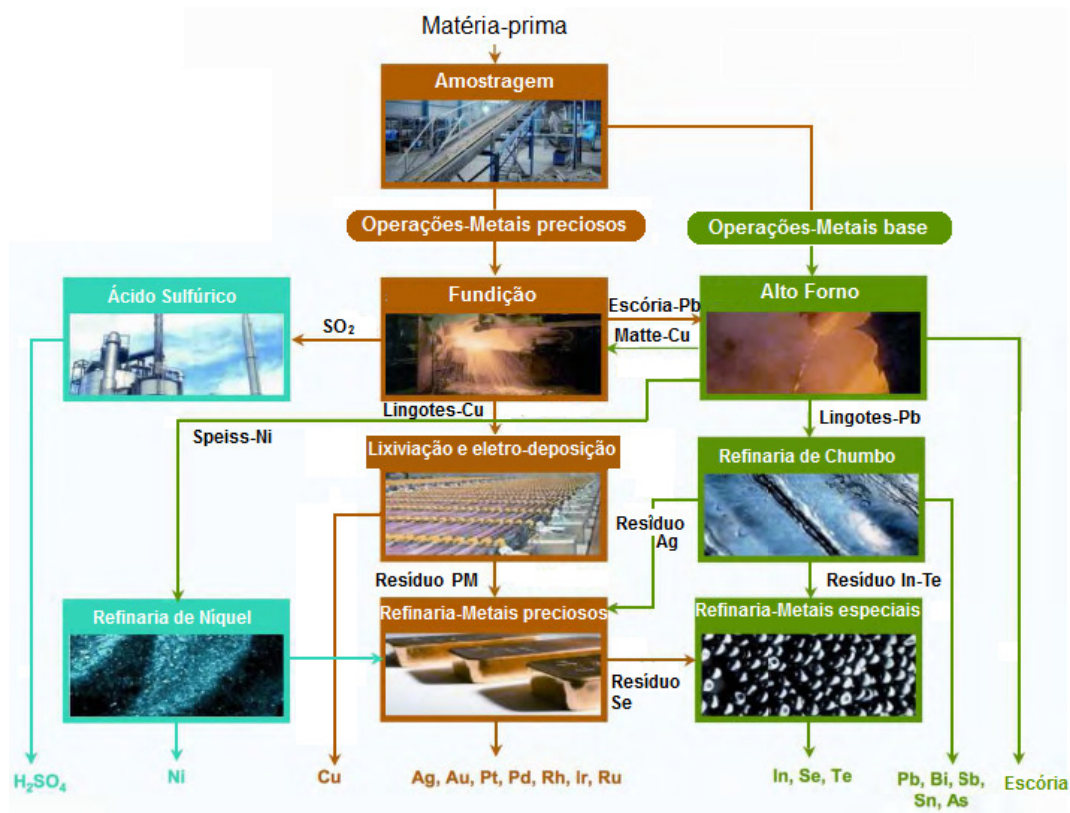 Matéria-prima
Amostragem
Operações-Metais preciosos
Operações-Metais base
Ácido Sulfúrico
Fundição
Alto Forno
Escória-Pb
SO₂
Matte-Cu
Lingotes-Cu
Lingotes-Pb
Speiss-Ni
Lixiviação e eletro-deposição
Refinaria de Chumbo
Resíduo
Ag
Resíduo PM
Resíduo In-Te
Refinaria de Níquel
Refinaria-Metais preciosos
Refinaria-Metais especiais
Resíduo
Se
H₂SO₄
Ni
Cu
Ag, Au, Pt, Pd, Rh, Ir, Ru
In, Se, Te
Pb, Bi, Sb,
Sn, As
Escória